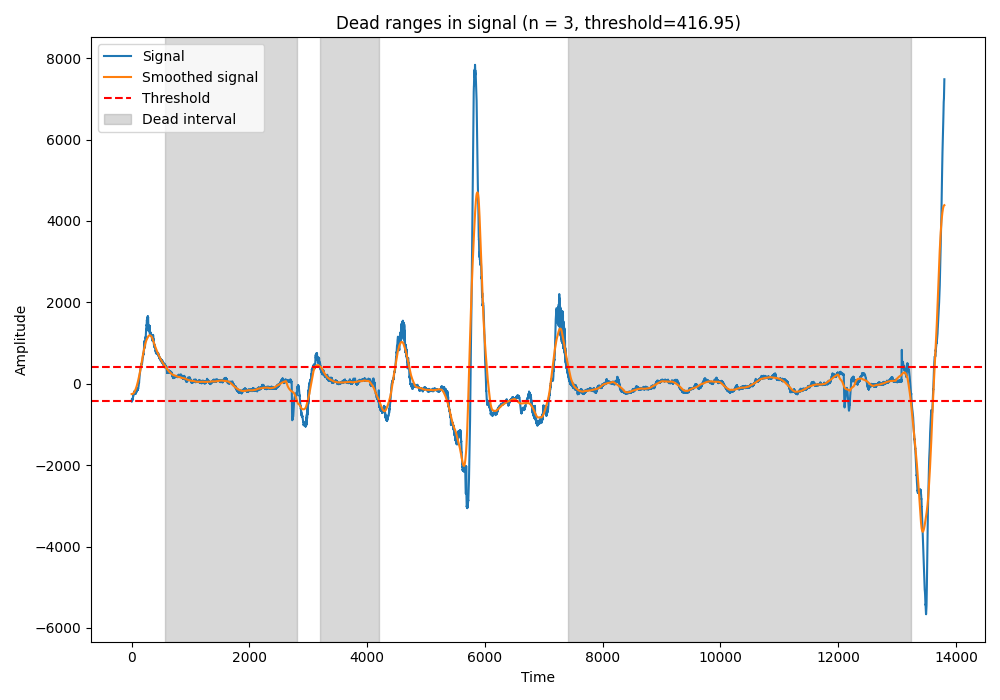 Dead ranges in signal (n = 3, threshold=416.95)
Signal
Smoothed signal
Threshold
Dead interval
8000
6000
4000
2000
0
−2000
−4000
−6000
Amplitude
0 2000 4000 6000 8000 10000 12000 14000
Time